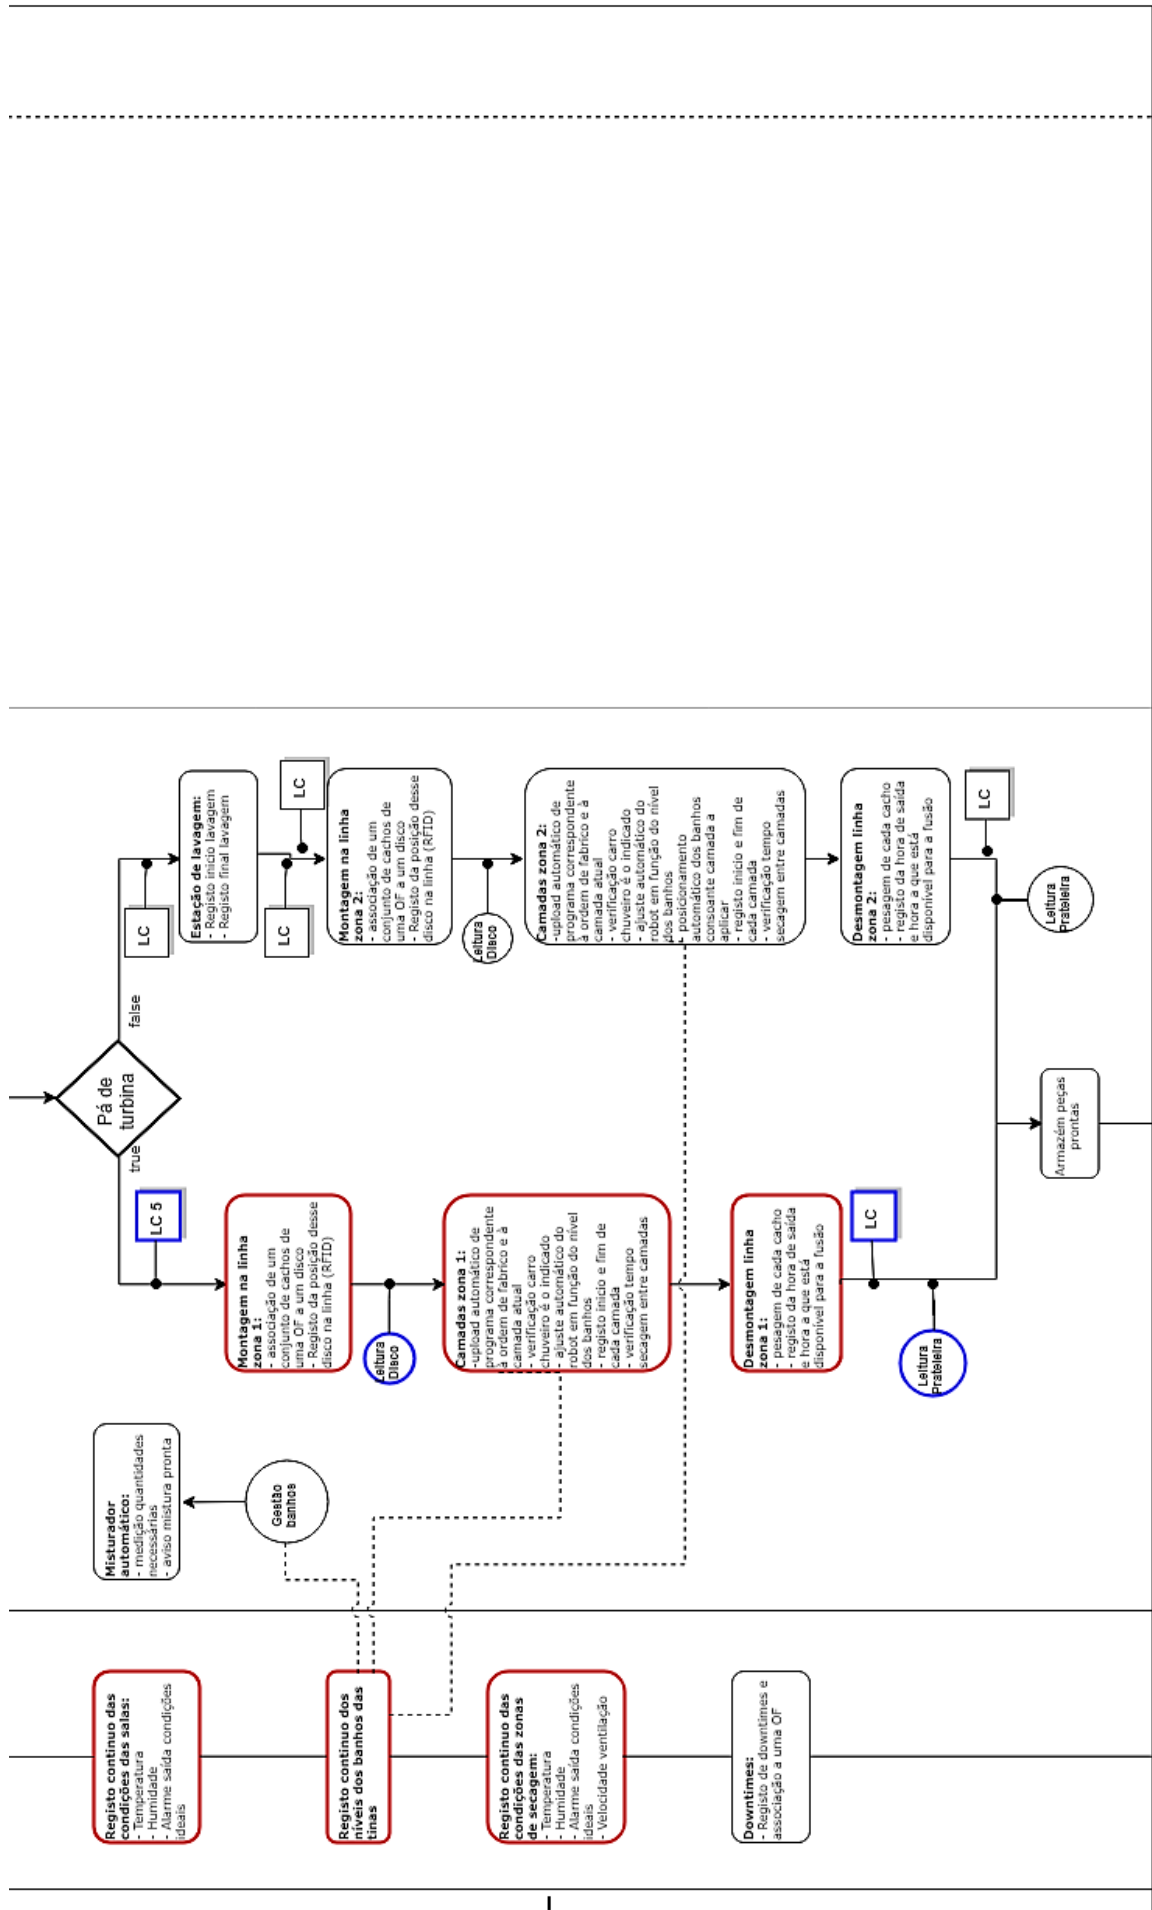 Pá de
turbina
true
false
LC
Estação de lavagem:
- Registo inicio lavagem
- Registo final lavagem
LC
LC
Montagem na linha
zona 2:
- associação de um
conjunto de cachos de
uma OF a um disco
- Registo da posição desse
disco na linha (RFID)
Leitura
Disco
Camadas zona 2:
-upload automático de
programa correspondente
à ordem de fabrico e à
camada atual
- verificação carro
chuveiro é o indicado
- ajuste automático do
robot em função do nível
dos banhos
- posicionamento
automático dos banhos
consoante camada a
aplicar
- registo inicio e fim de
cada camada
- verificação tempo
secagem entre camadas
Desmontagem linha
zona 2:
- pesagem de cada cacho
- registo da hora de saída
e hora a que está
disponível para a fusão
LC
Leitura
Prateleira
LC 5
Montagem na linha
zona 1:
- associação de um
conjunto de cachos de
uma OF a um disco
- Registo da posição desse
disco na linha (RFID)
Leitura
Disco
Camadas zona 1:
-upload automático de
programa correspondente
à ordem de fabrico e à
camada atual
- verificação carro
chuveiro é o indicado
- ajuste automático do
robot em função do nível
dos banhos
- registo inicio e fim de
cada camada
- verificação tempo
secagem entre camadas
Desmontagem linha
zona 1:
- pesagem de cada cacho
- registo da hora de saída
e hora a que está
disponível para a fusão
LC
Leitura
Prateleira
Armazém peças
prontas
Misturador
automático:
- medição quantidades
necessárias
- aviso mistura pronta
Gestão
banhos
Registo continuo das
condições das salas:
- Temperatura
- Humidade
- Alarme saída condições
ideais
Registo continuo dos
níveis dos banhos das
tinas
Registo continuo das
condições das zonas
de secagem:
- Temperatura
- Humidade
- Alarme saída condições
ideais
- Velocidade ventilação
Downtimes:
- Registo de downtimes e
associação a uma OF